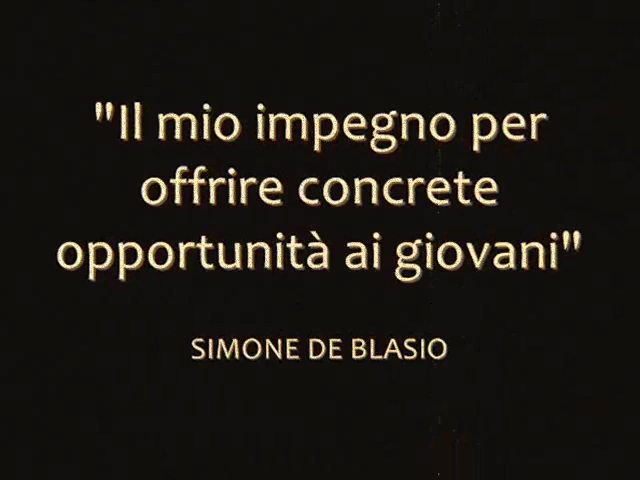 "Il mio impegno per
offrire concrete
opportunità ai giovani"
SIMONE DE BLASIO